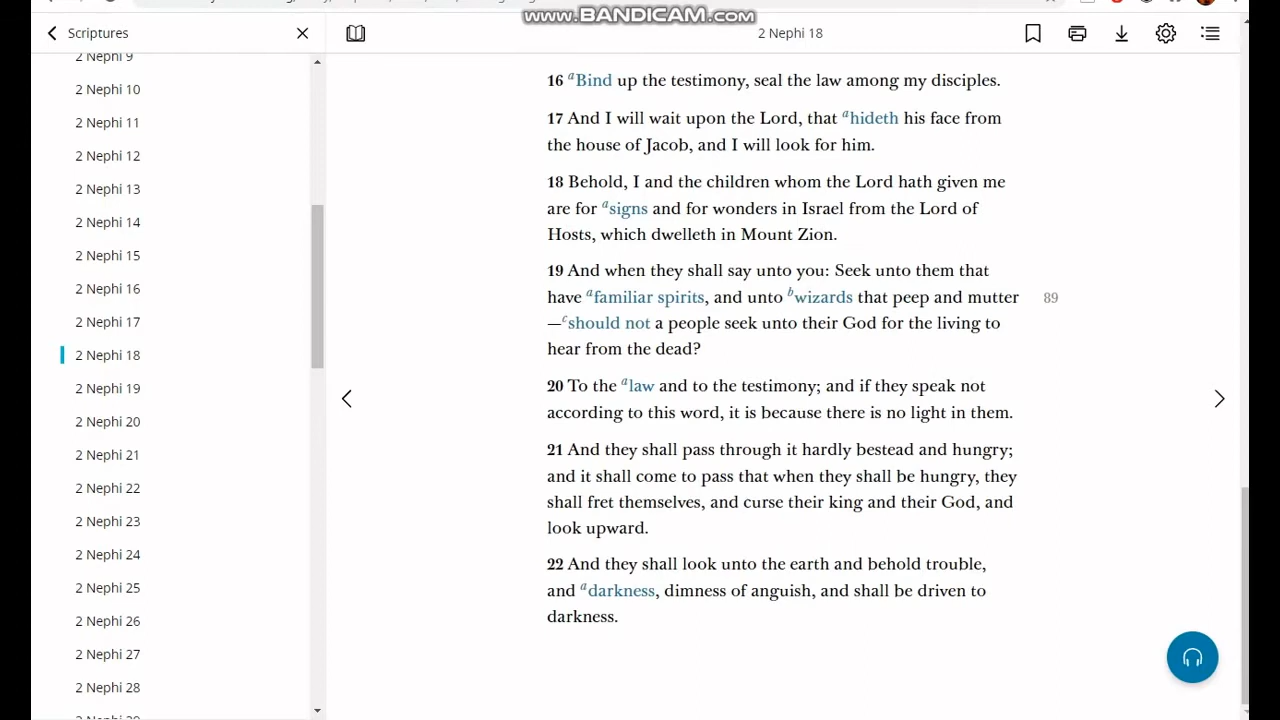 www.BANDICAM.com
Scriptures
2 Nephi 18
2 Nephi 9
2 Nephi 10
2 Nephi 11
2 Nephi 12
2 Nephi 13
2 Nephi 14
2 Nephi 15
2 Nephi 16
2 Nephi 17
2 Nephi 18
2 Nephi 19
2 Nephi 20
2 Nephi 21
2 Nephi 22
2 Nephi 23
2 Nephi 24
2 Nephi 25
2 Nephi 26
2 Nephi 27
2 Nephi 28
16 aBind up the testimony, seal the law among my disciples.
17 And I will wait upon the Lord, that ahideth his face from
the house of Jacob, and I will look for him.
18 Behold, I and the children whom the Lord hath given me
are for asigns and for wonders in Israel from the Lord of
Hosts, which dwelleth in Mount Zion.
19 And when they shall say unto you: Seek unto them that
have afamiliar spirits, and unto bwizards that peep and mutter
—cshould not a people seek unto their God for the living to
hear from the dead?
89
20 To the alaw and to the testimony; and if they speak not
according to this word, it is because there is no light in them.
21 And they shall pass through it hardly bestead and hungry;
and it shall come to pass that when they shall be hungry, they
shall fret themselves, and curse their king and their God, and
look upward.
22 And they shall look unto the earth and behold trouble,
and adarkness, dimness of anguish, and shall be driven to
darkness.